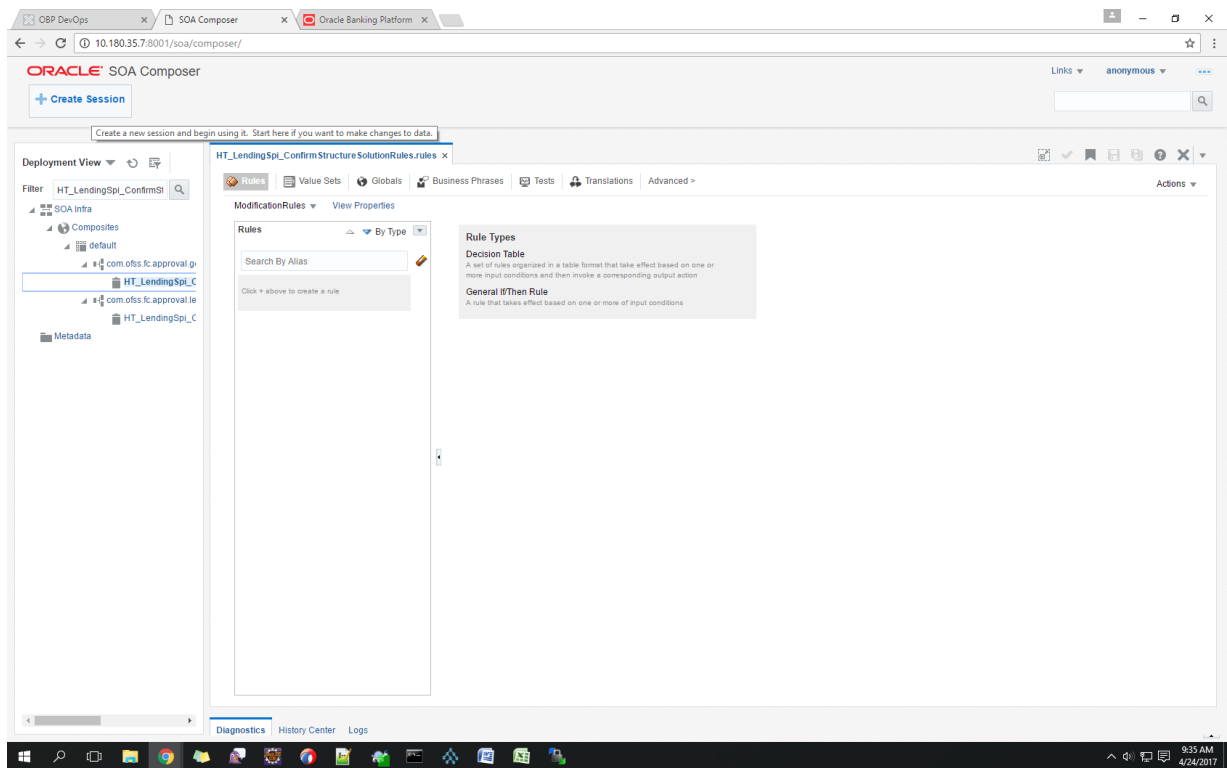 OBP DevOps
SOA Composer
Oracle Banking Platform
10.180.35.7:8001/soa/composer/
ORACLE SOA Composer
Links
anonymous
Create Session
Create a new session and begin using it. Start here if you want to make changes to data.
Deployment View
HT_LendingSpi_ConfirmStructureSolutionRules.rules
Rules
Value Sets
Globals
Business Phrases
Tests
Translations
Advanced >
Actions
Filter
HT_LendingSpi_ConfirmSt
ModificationRules
View Properties
SOA Infra
Composites
default
com.ofss.fc.approval.g
HT_LendingSpi_C
com.ofss.fc.approval.le
HT_LendingSpi_C
Metadata
Rules
By Type
Search By Alias
Click + above to create a rule
Rule Types
Decision Table
A set of rules organized in a table format that take effect based on one or
more input conditions and then invoke a corresponding output action
General If/Then Rule
A rule that takes effect based on one or more of input conditions
Diagnostics
History Center
Logs
9:35 AM
4/24/2017